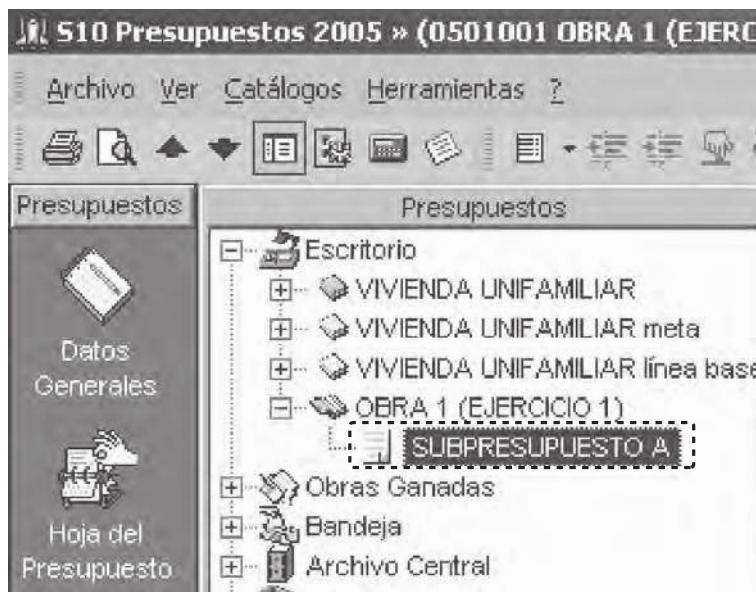 S10 Presupuestos 2005 » (0501001 OBRA 1 (EJERC
Archivo Ver Catálogos Herramientas ?
Presupuestos
Presupuestos
Escritorio
VIVIENDA UNIFAMILIAR
VIVIENDA UNIFAMILIAR meta
VIVIENDA UNIFAMILIAR línea base
OBRA 1 (EJERCICIO 1)
SUBPRESUPUESTO A
Obras Ganadas
Bandeja
Archivo Central
Datos
Generales
Hoja del
Presupuesto